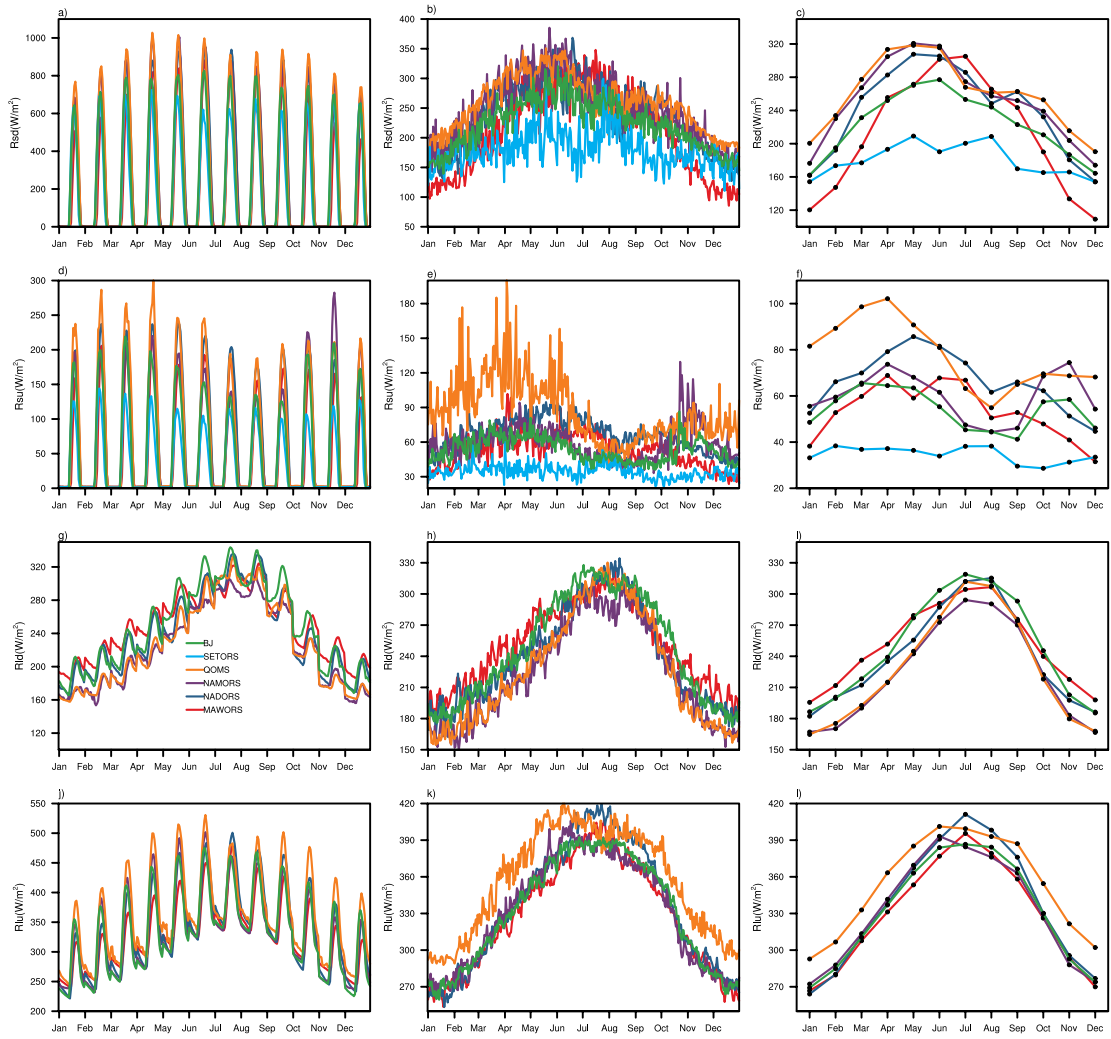 a)
Rsd(W/m²)
1000
800
600
400
200
0
Jan Feb Mar Apr May Jun Jul Aug Sep Oct Nov Dec
b)
Rsd(W/m²)
400
350
300
250
200
150
100
50
Jan Feb Mar Apr May Jun Jul Aug Sep Oct Nov Dec
c)
Rsd(W/m²)
320
280
240
200
160
120
Jan Feb Mar Apr May Jun Jul Aug Sep Oct Nov Dec
d)
Rsu(W/m²)
300
250
200
150
100
50
0
Jan Feb Mar Apr May Jun Jul Aug Sep Oct Nov Dec
e)
Rsu(W/m²)
180
150
120
90
60
30
Jan Feb Mar Apr May Jun Jul Aug Sep Oct Nov Dec
f)
Rsu(W/m²)
100
80
60
40
20
Jan Feb Mar Apr May Jun Jul Aug Sep Oct Nov Dec
g)
Rld(W/m²)
320
280
240
200
160
120
BJ
SETORS
QOMS
NAMORS
NADORS
MAWORS
Jan Feb Mar Apr May Jun Jul Aug Sep Oct Nov Dec
h)
Rld(W/m²)
330
300
270
240
210
180
150
Jan Feb Mar Apr May Jun Jul Aug Sep Oct Nov Dec
I)
Rld(W/m²)
330
300
270
240
210
180
150
Jan Feb Mar Apr May Jun Jul Aug Sep Oct Nov Dec
j)
Rlu(W/m²)
550
500
450
400
350
300
250
200
Jan Feb Mar Apr May Jun Jul Aug Sep Oct Nov Dec
k)
Rlu(W/m²)
420
390
360
330
300
270
Jan Feb Mar Apr May Jun Jul Aug Sep Oct Nov Dec
l)
Rlu(W/m²)
420
390
360
330
300
270
Jan Feb Mar Apr May Jun Jul Aug Sep Oct Nov Dec